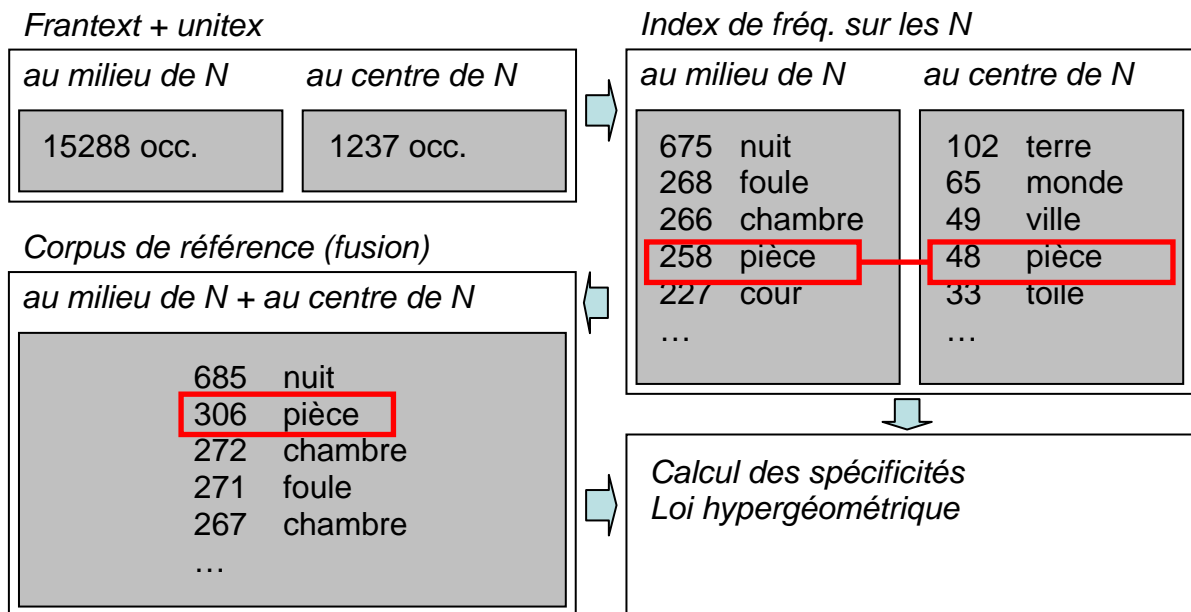 Frantext + unitex
au milieu de N au centre de N
15288 occ. 1237 occ.
Index de fréq. sur les N
au milieu de N au centre de N
675 nuit 102 terre
268 foule 65 monde
266 chambre 49 ville
258 pièce 48 pièce
227 cour 33 toile
… …
Corpus de référence (fusion)
au milieu de N + au centre de N
685 nuit
306 pièce
272 chambre
271 foule
267 chambre
…
Calcul des spécificités
Loi hypergéométrique